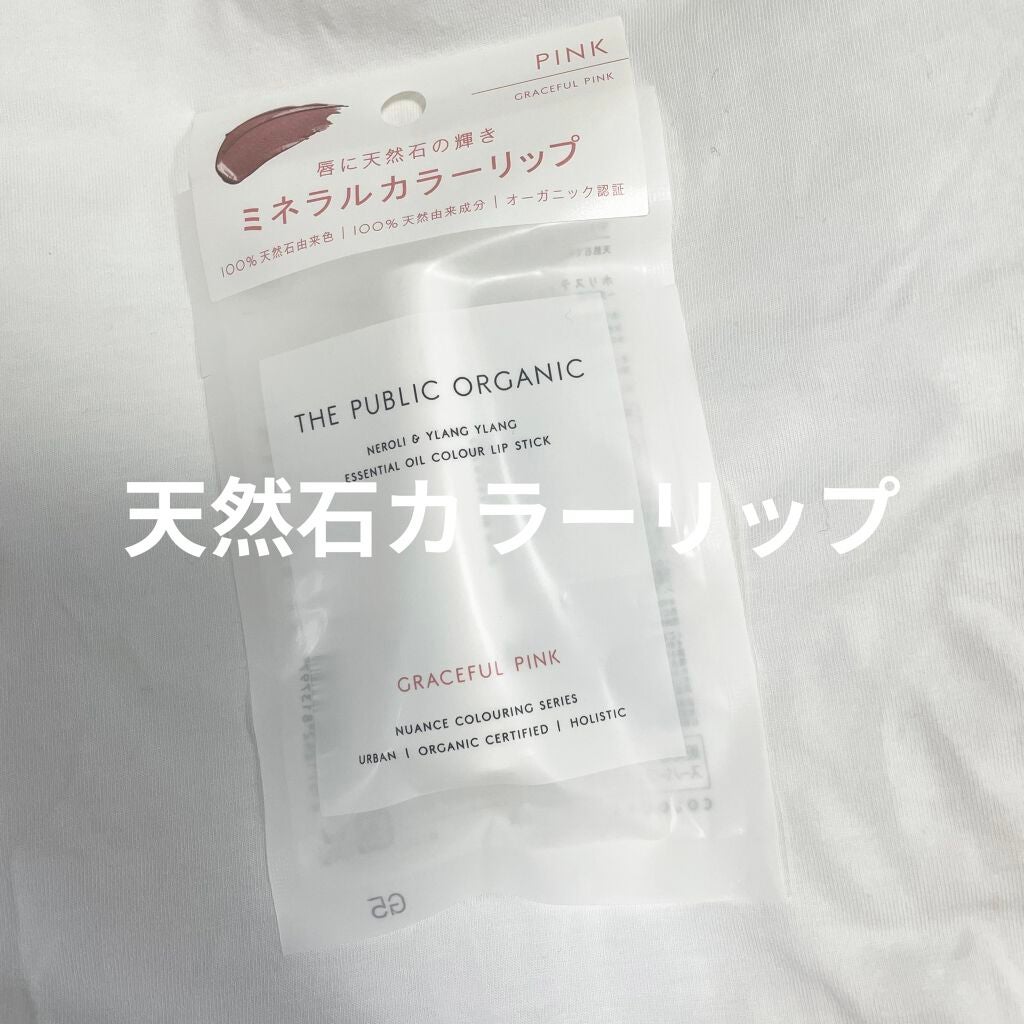 PINK
GRACEFUL PINK
唇に天然石の輝き
ミネラルカラーリップ
100%天然石由来色 | 100%天然由来成分 | オーガニック認証
THE PUBLIC ORGANIC
NEROLI & YLANG YLANG
ESSENTIAL OIL COLOUR LIP STICK
天然石カラーリップ
GRACEFUL PINK
NUANCE COLOURING SERIES
URBAN | ORGANIC CERTIFIED | HOLISTIC
G5